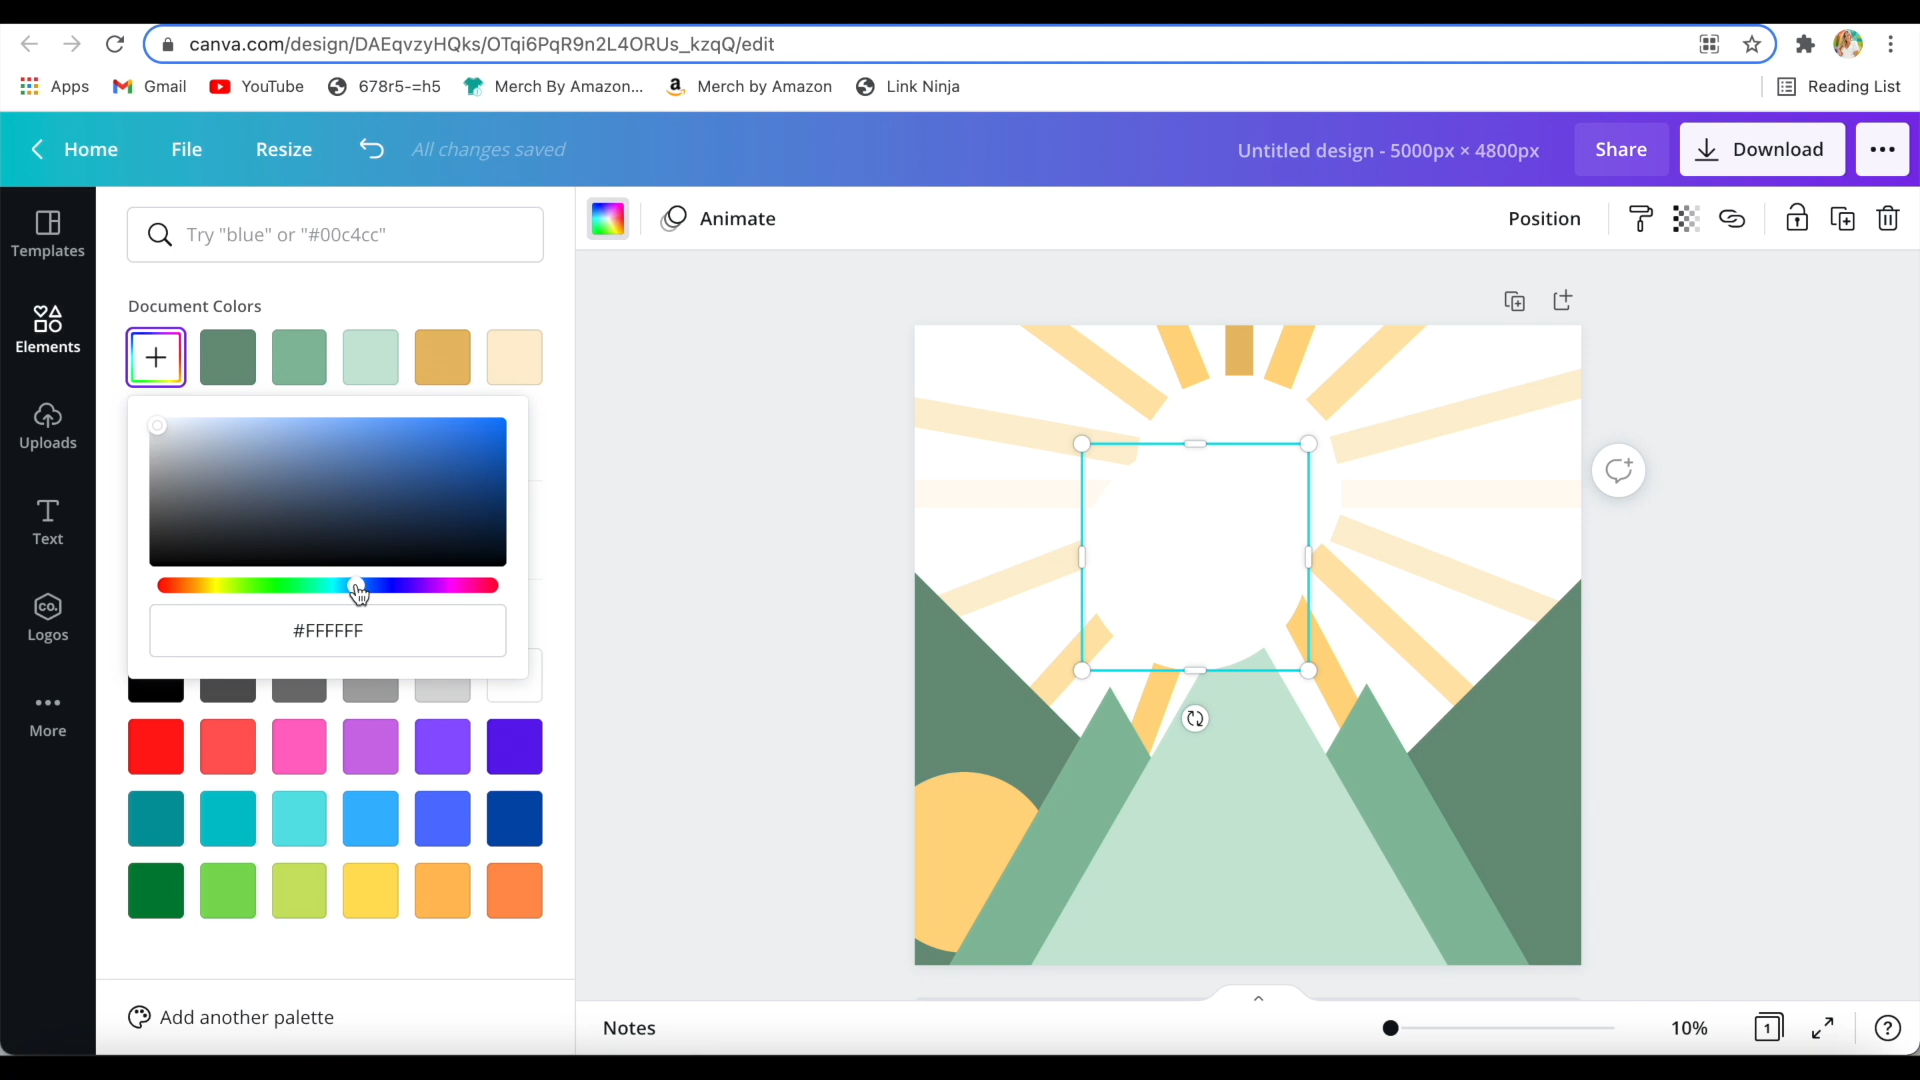 canva.com/design/DAEqvzyHQks/OTqi6PqR9n2L4ORUs_kzqQ/edit
Apps Gmail YouTube 678r5-=h5 Merch By Amazon... Merch by Amazon Link Ninja Reading List
Home File Resize All changes saved Untitled design - 5000px × 4800px Share Download
Templates
Elements
Uploads
Text
CO.
Logos
More
Try "blue" or "#00c4cc"
Document Colors
#FFFFFF
Add another palette
Animate Position
Notes 10% 1 ?